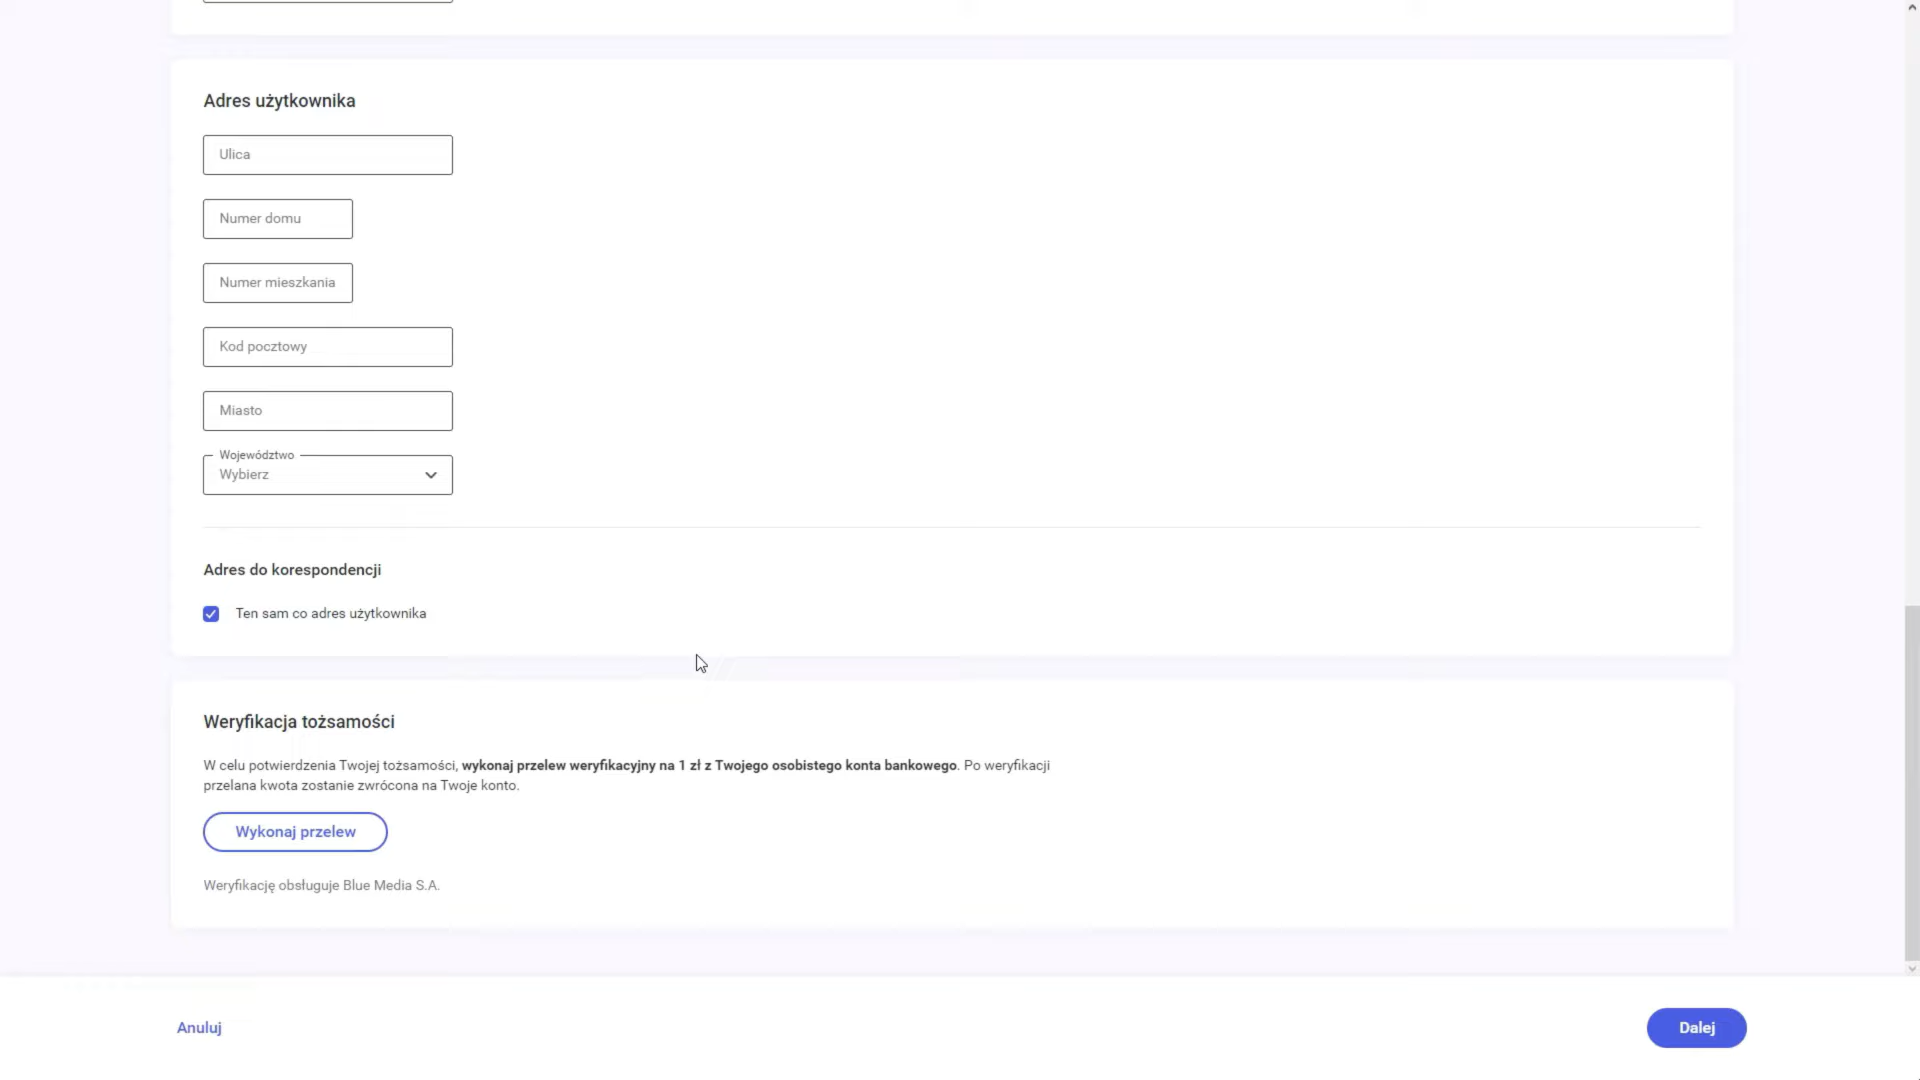 Adres użytkownika
Ulica
Numer domu
Numer mieszkania
Kod pocztowy
Miasto
Województwo
Wybierz
Adres do korespondencji
Ten sam co adres użytkownika
Weryfikacja tożsamości
W celu potwierdzenia Twojej tożsamości, wykonaj przelew weryfikacyjny na 1 zł z Twojego osobistego konta bankowego. Po weryfikacji
przelana kwota zostanie zwrócona na Twoje konto.
Wykonaj przelew
Weryfikację obsługuje Blue Media S.A.
Anuluj
Dalej